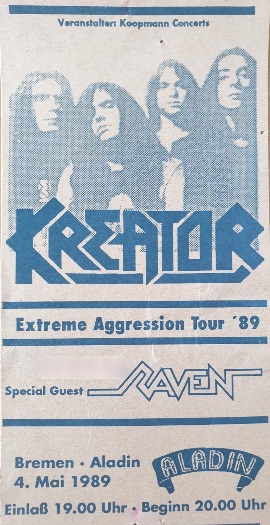 Veranstalter: Koopmann Concerts
KREATOR
Extreme Aggression Tour '89
Special Guest RAVEN
Bremen · Aladin ALADIN
4. Mai 1989
Einlaß 19.00 Uhr · Beginn 20.00 Uhr